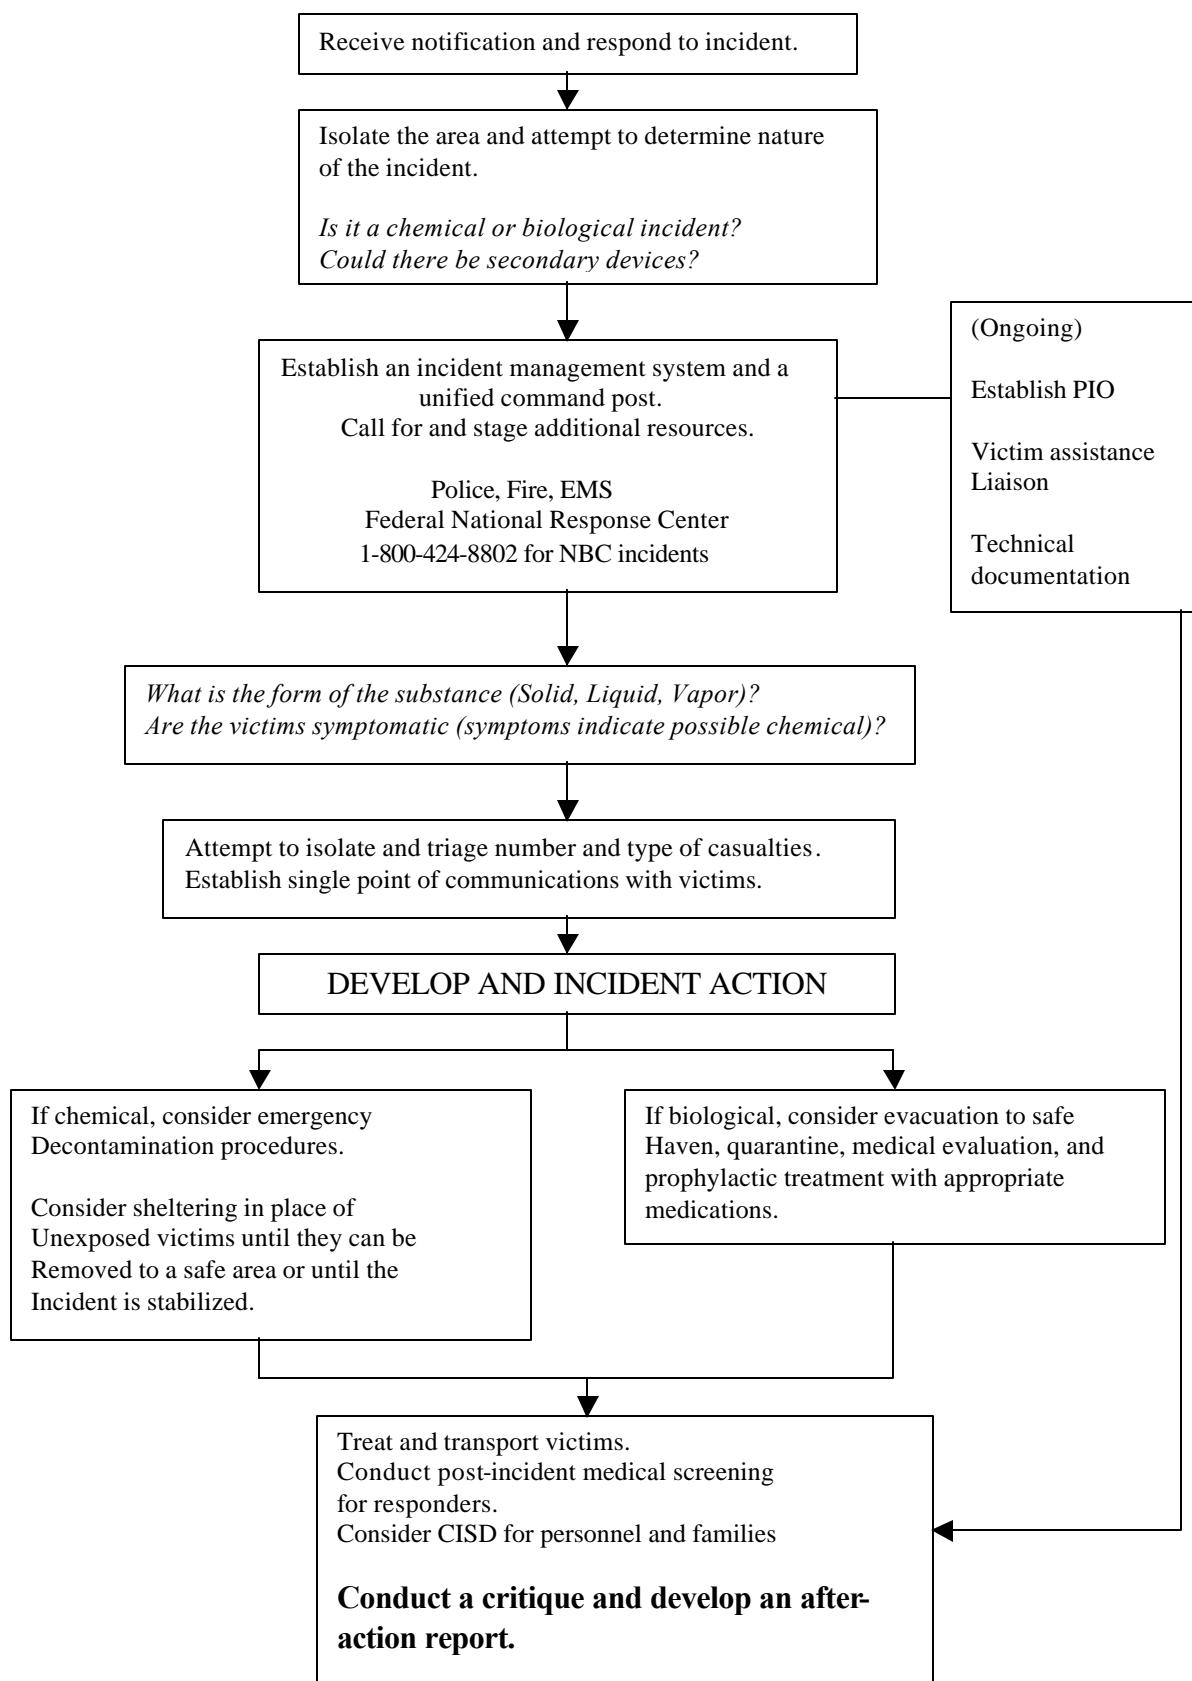 Receive notification and respond to incident.
Isolate the area and attempt to determine nature
of the incident.
Is it a chemical or biological incident?
Could there be secondary devices?
Establish an incident management system and a
unified command post.
Call for and stage additional resources.
Police, Fire, EMS
Federal National Response Center
1-800-424-8802 for NBC incidents
(Ongoing)
Establish PIO
Victim assistance
Liaison
Technical
documentation
What is the form of the substance (Solid, Liquid, Vapor)?
Are the victims symptomatic (symptoms indicate possible chemical)?
Attempt to isolate and triage number and type of casualties.
Establish single point of communications with victims.
DEVELOP AND INCIDENT ACTION
If chemical, consider emergency
Decontamination procedures.
Consider sheltering in place of
Unexposed victims until they can be
Removed to a safe area or until the
Incident is stabilized.
If biological, consider evacuation to safe
Haven, quarantine, medical evaluation, and
prophylactic treatment with appropriate
medications.
Treat and transport victims.
Conduct post-incident medical screening
for responders.
Consider CISD for personnel and families
Conduct a critique and develop an after-
action report.